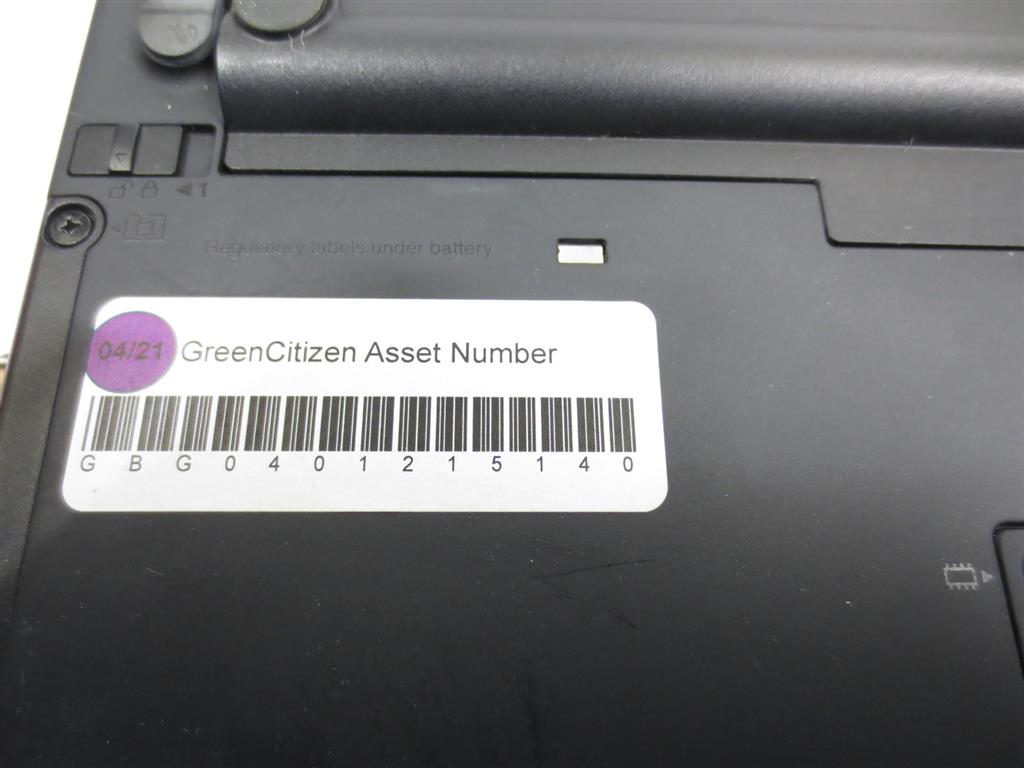 1
Regulatory labels under battery
04/21 GreenCitizen Asset Number
G B G 0 4 0 1 2 1 5 1 4 0